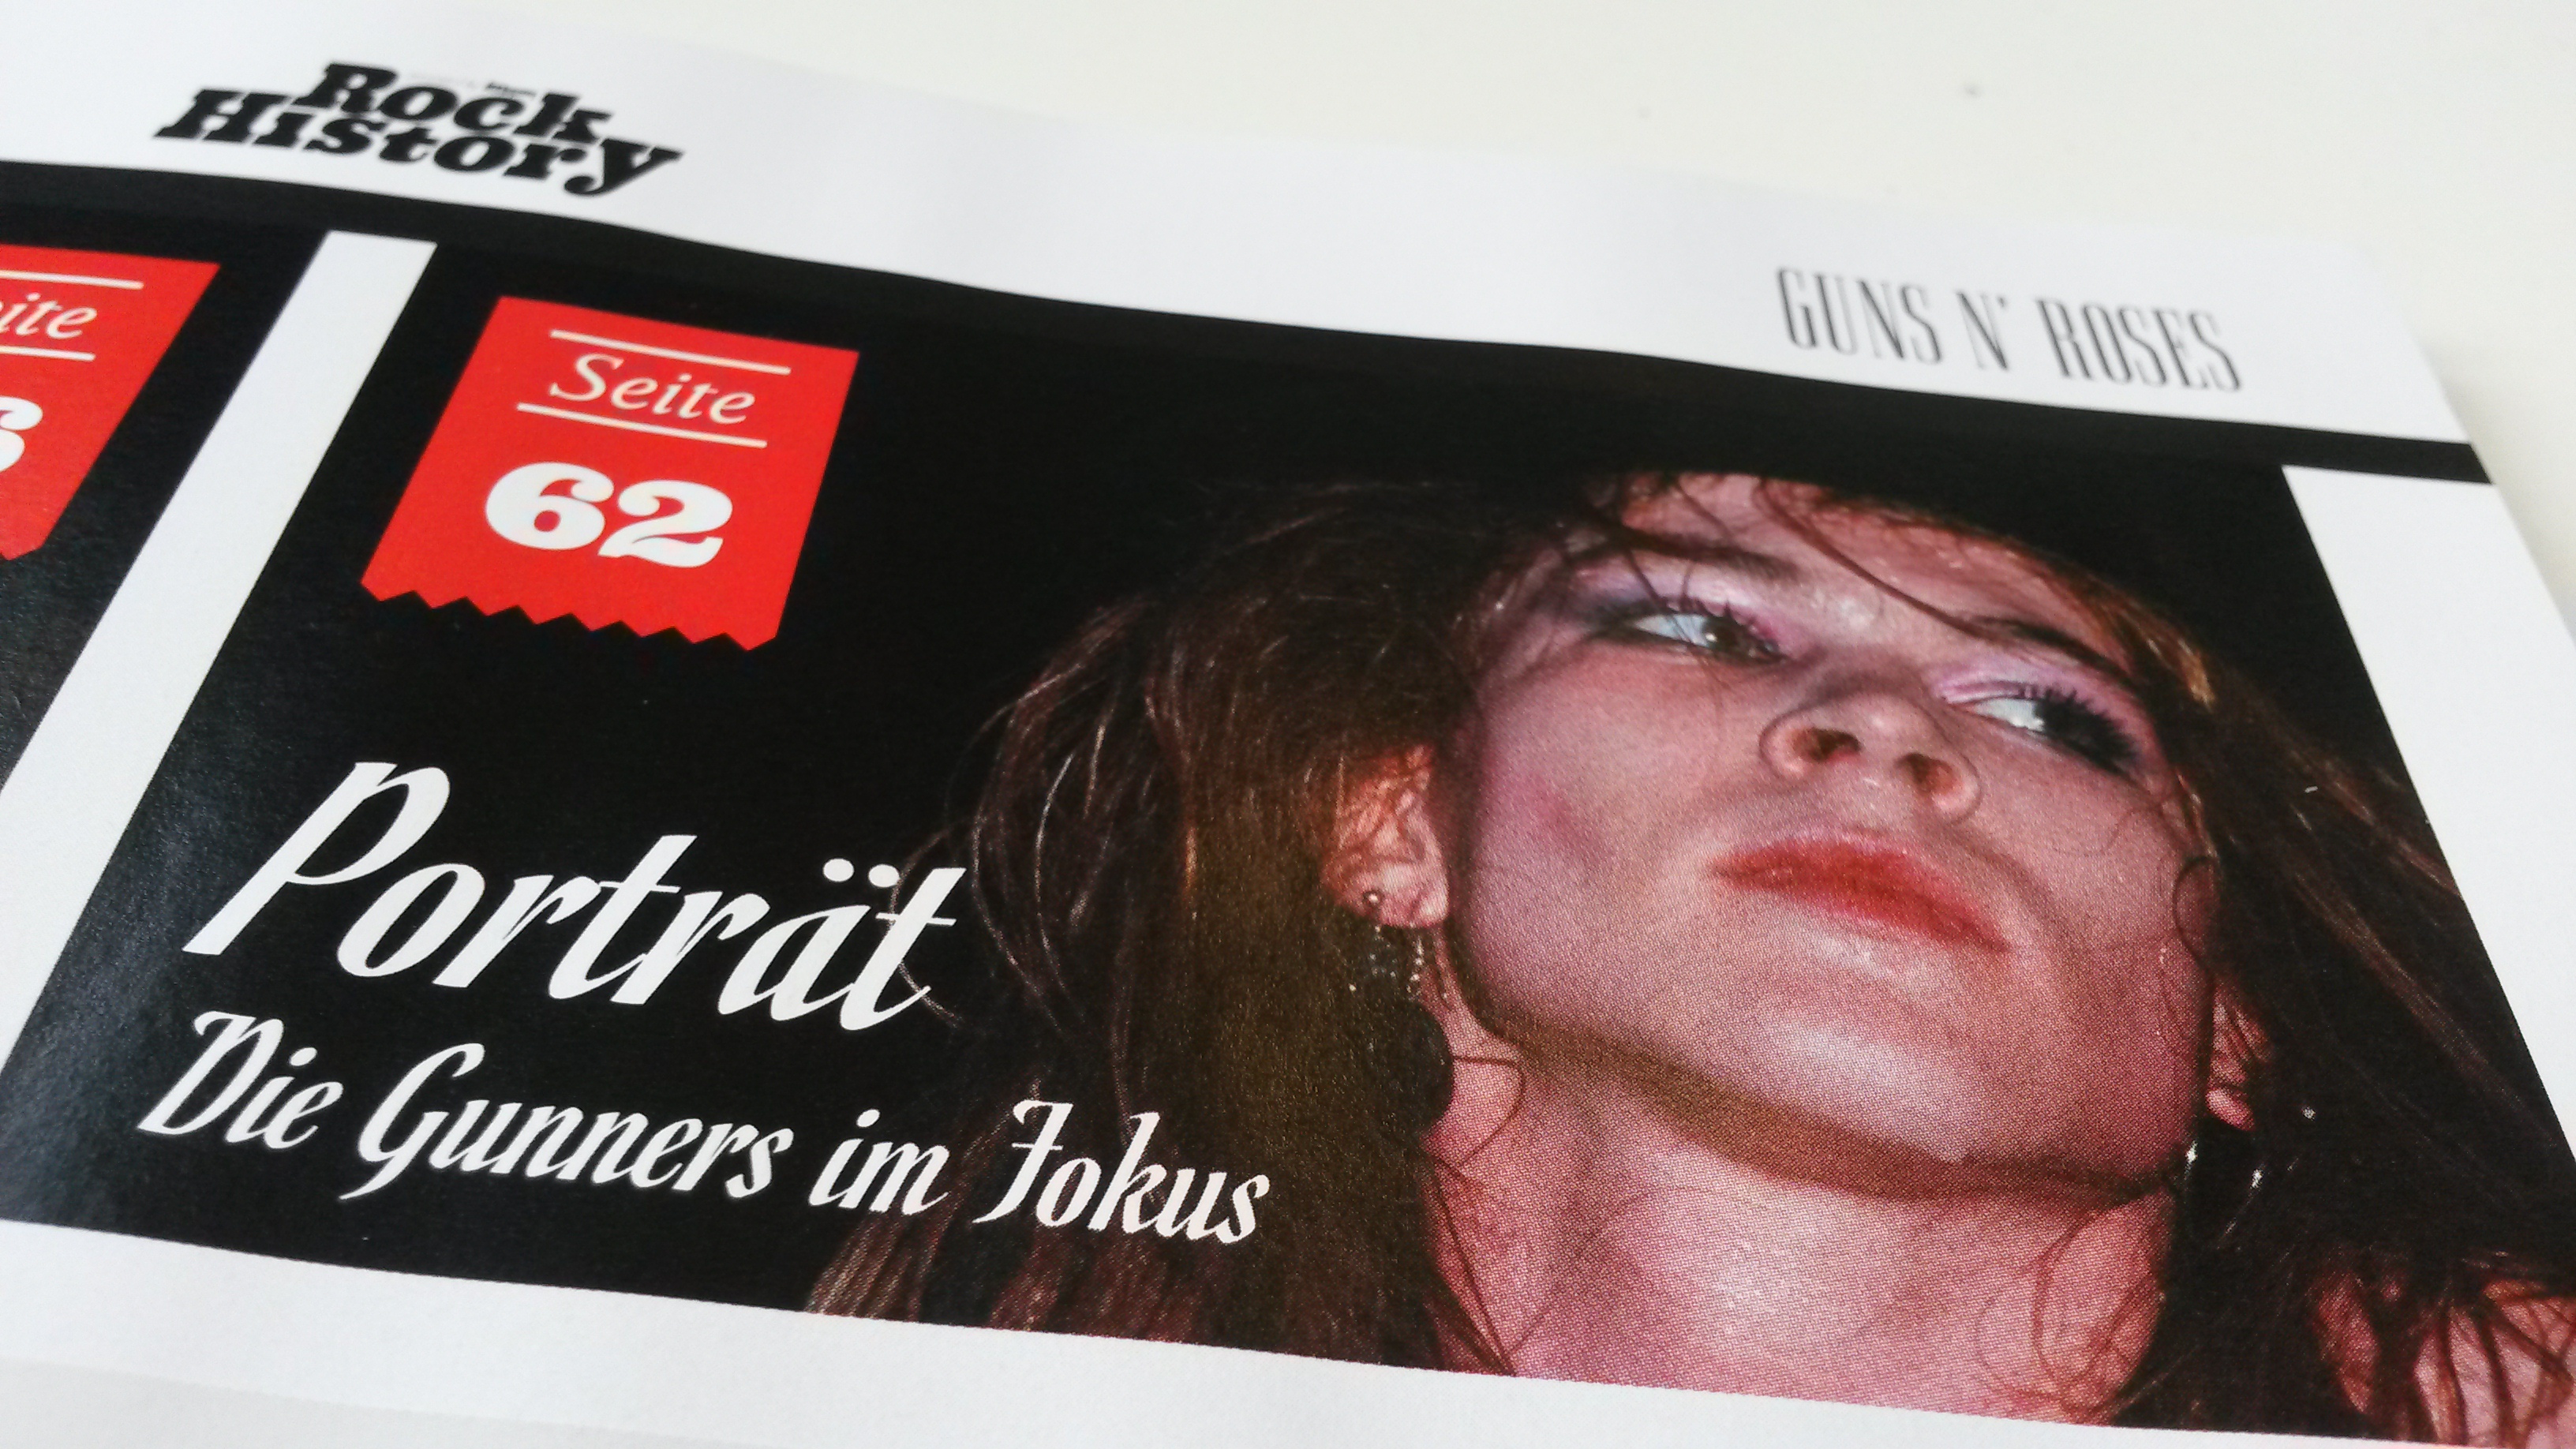 Rock
History
GUNS N' ROSES
Seite
62
Porträt
Die Gunners im Fokus